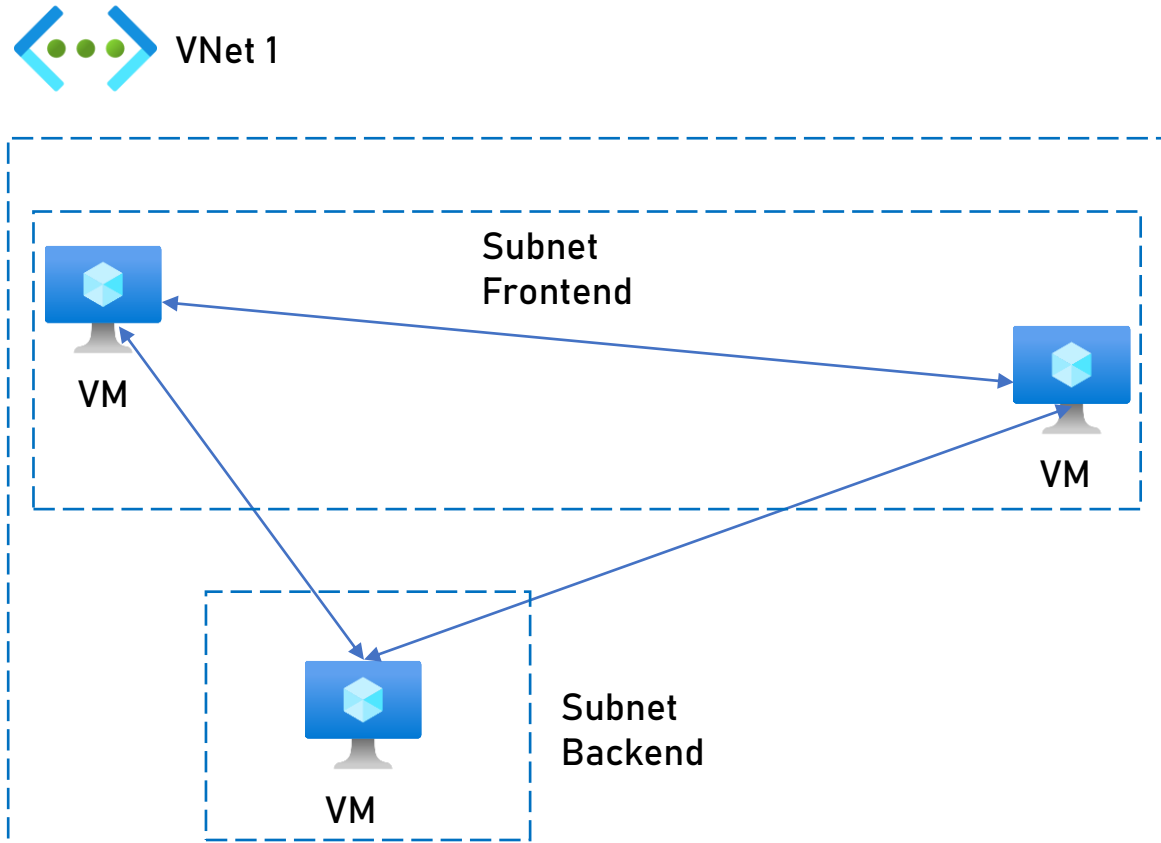 VNet 1
Subnet
Frontend
VM
VM
Subnet
Backend
VM